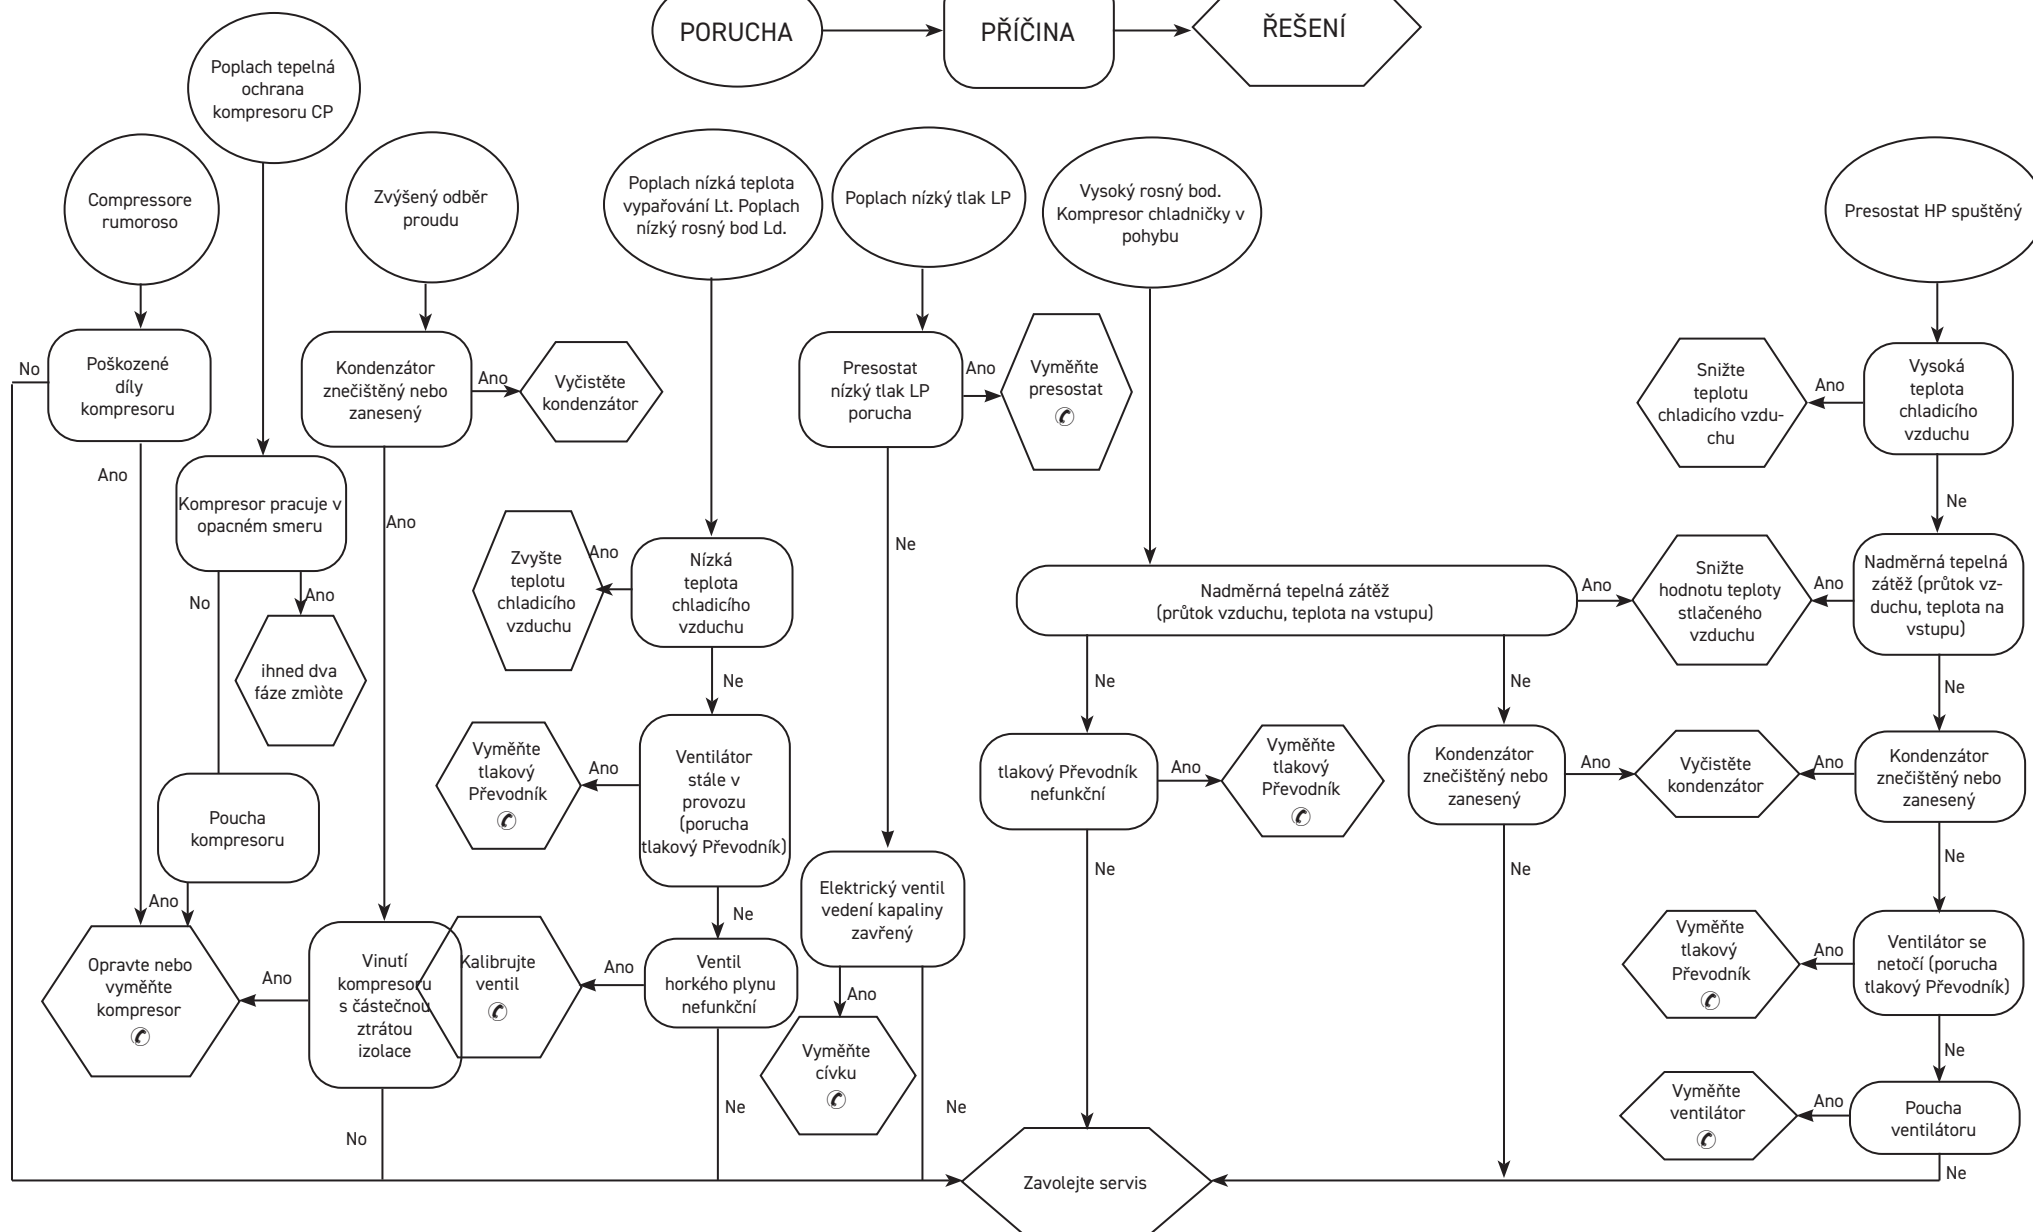 PORUCHA
PŘÍČINA
ŘEŠENÍ
Poplach tepelná
ochrana
kompresoru CP
Compressore
rumoroso
Zvýšený odběr
proudu
Poplach nízká teplota
vypařování Lt. Poplach
nízký rosný bod Ld.
Poplach nízký tlak LP
Vysoký rosný bod.
Kompresor chladničky v
pohybu
Presostat HP spuštěný
No
Poškozené
díly
kompresoru
Ano
Kondenzátor
znečištěný nebo
zanesený
Ano
Vyčistěte
kondenzátor
Presostat
nízký tlak LP
porucha
Ano
Vyměňte
presostat
Snižte
teplotu
chladicího vzdu-
chu
Ano
Vysoká
teplota
chladicího
vzduchu
Kompresor pracuje v
opacném smeru
Ano
Ne
Ne
Zvyšte
teplotu
chladicího
vzduchu
Ano
Nízká
teplota
chladicího
vzduchu
Nadměrná tepelná zátěž
(průtok vzduchu, teplota na vstupu)
Ano
Snižte
hodnotu teploty
stlačeného
vzduchu
Ano
Nadměrná tepelná
zátěž (průtok vz-
duchu, teplota na
vstupu)
No
Ano
ihned dva
fáze zmìòte
Ne
Ne
Ne
Ne
Vyměňte
tlakový
Převodník
Ano
Ventilátor
stále v
provozu
(porucha
tlakový Převodník)
tlakový Převodník
nefunkční
Ano
Vyměňte
tlakový
Převodník
Kondenzátor
znečištěný nebo
zanesený
Ano
Vyčistěte
kondenzátor
Ano
Kondenzátor
znečištěný nebo
zanesený
Poucha
kompresoru
Ne
Ne
Ne
Ano
Ne
Elektrický ventil
vedení kapaliny
zavřený
Opravte nebo
vyměňte
kompresor
Ano
Vinutí
kompresoru
s částečnou
ztrátou
izolace
Kalibrujte
ventil
Ano
Ventil
horkého plynu
nefunkční
Vyměňte
tlakový
Převodník
Ano
Ventilátor se
netočí (porucha
tlakový Převodník)
Ano
Vyměňte
cívku
Ne
No
Ne
Ne
Vyměňte
ventilátor
Ano
Poucha
ventilátoru
Zavolejte servis
Ne